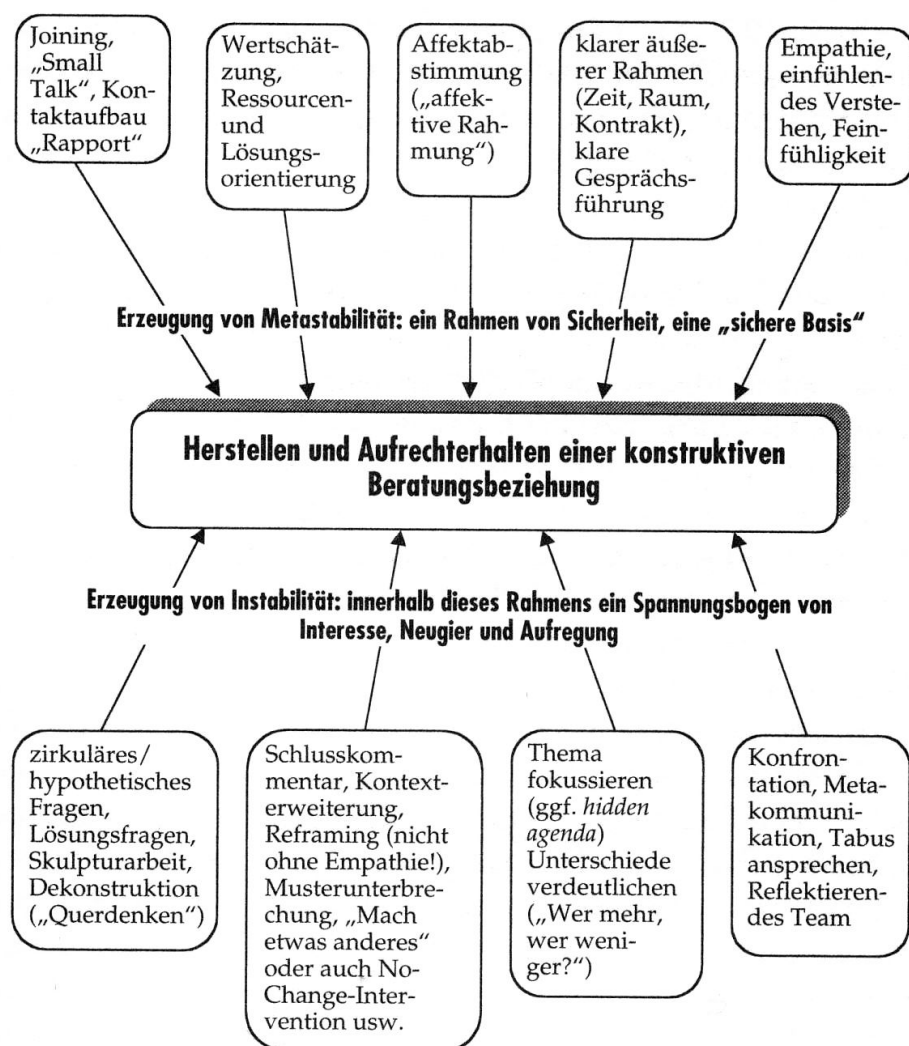 Joining,
„Small
Talk“, Kon-
taktaufbau
„Rapport“
Wertschät-
zung,
Ressourcen-
und
Lösungs-
orientierung
Affektab-
stimmung
(„affek-
tive Rah-
mung“)
klarer äuße-
rer Rahmen
(Zeit, Raum,
Kontrakt),
klare
Gesprächs-
führung
Empathie,
einfühlen-
des Verste-
hen, Fein-
fühligkeit
Erzeugung von Metastabilität: ein Rahmen von Sicherheit, eine „sichere Basis“
Herstellen und Aufrechterhalten einer konstruktiven
Beratungsbeziehung
Erzeugung von Instabilität: innerhalb dieses Rahmens ein Spannungsbogen von
Interesse, Neugier und Aufregung
zirkuläres/
hypothetisches
Fragen,
Lösungsfragen,
Skulpturarbeit,
Dekonstruktion
(„Querdenken“)
Schlusskom-
mentar, Kontext-
erweiterung,
Reframing (nicht
ohne Empathie!),
Musterunterbre-
chung, „Mach
etwas anderes“
oder auch No-
Change-Inter-
vention usw.
Thema
fokussieren
(ggf. hidden
agenda)
Unterschiede
verdeutlichen
(„Wer mehr,
wer weni-
ger?“)
Konfron-
tation, Meta-
kommuni-
kation, Tabus
ansprechen,
Reflektieren-
des Team